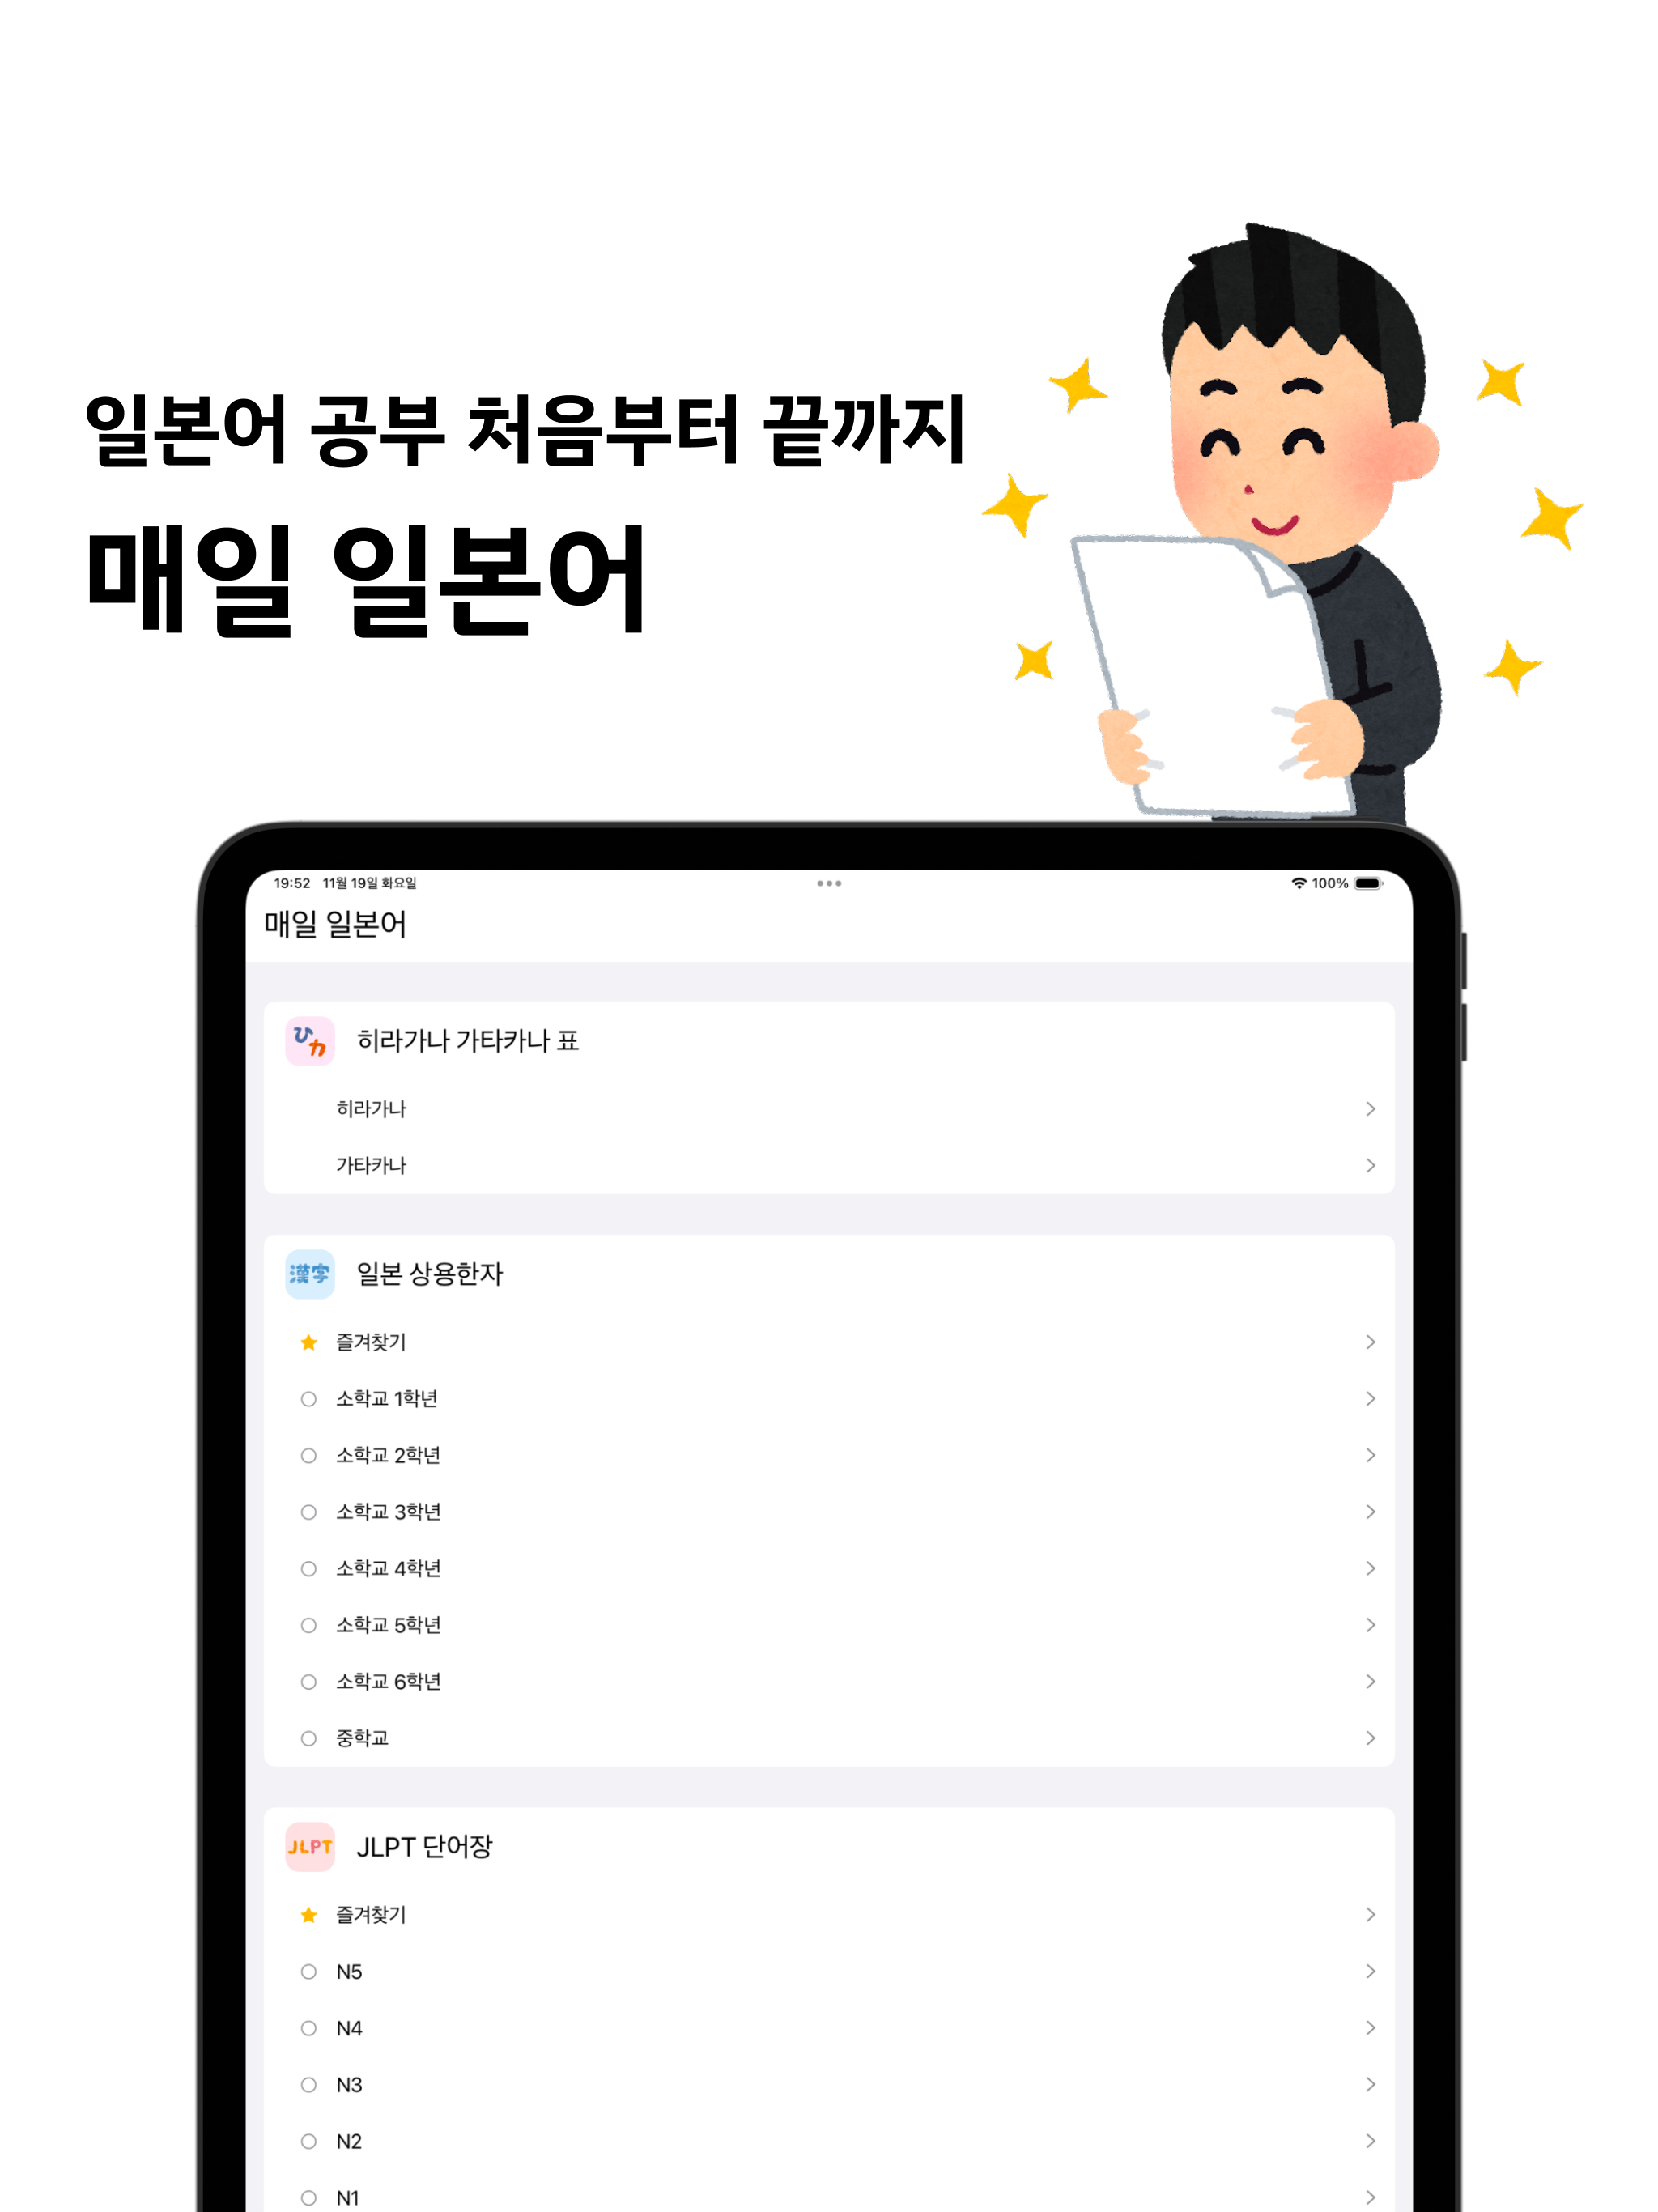 일본어 공부 처음부터 끝까지
매일 일본어
19:52 11월 19일 화요일
100%
매일 일본어
ひカ
히라가나 가타카나 표
히라가나
가타카나
漢字
일본 상용한자
즐겨찾기
소학교 1학년
소학교 2학년
소학교 3학년
소학교 4학년
소학교 5학년
소학교 6학년
중학교
JLPT
JLPT 단어장
즐겨찾기
N5
N4
N3
N2
N1